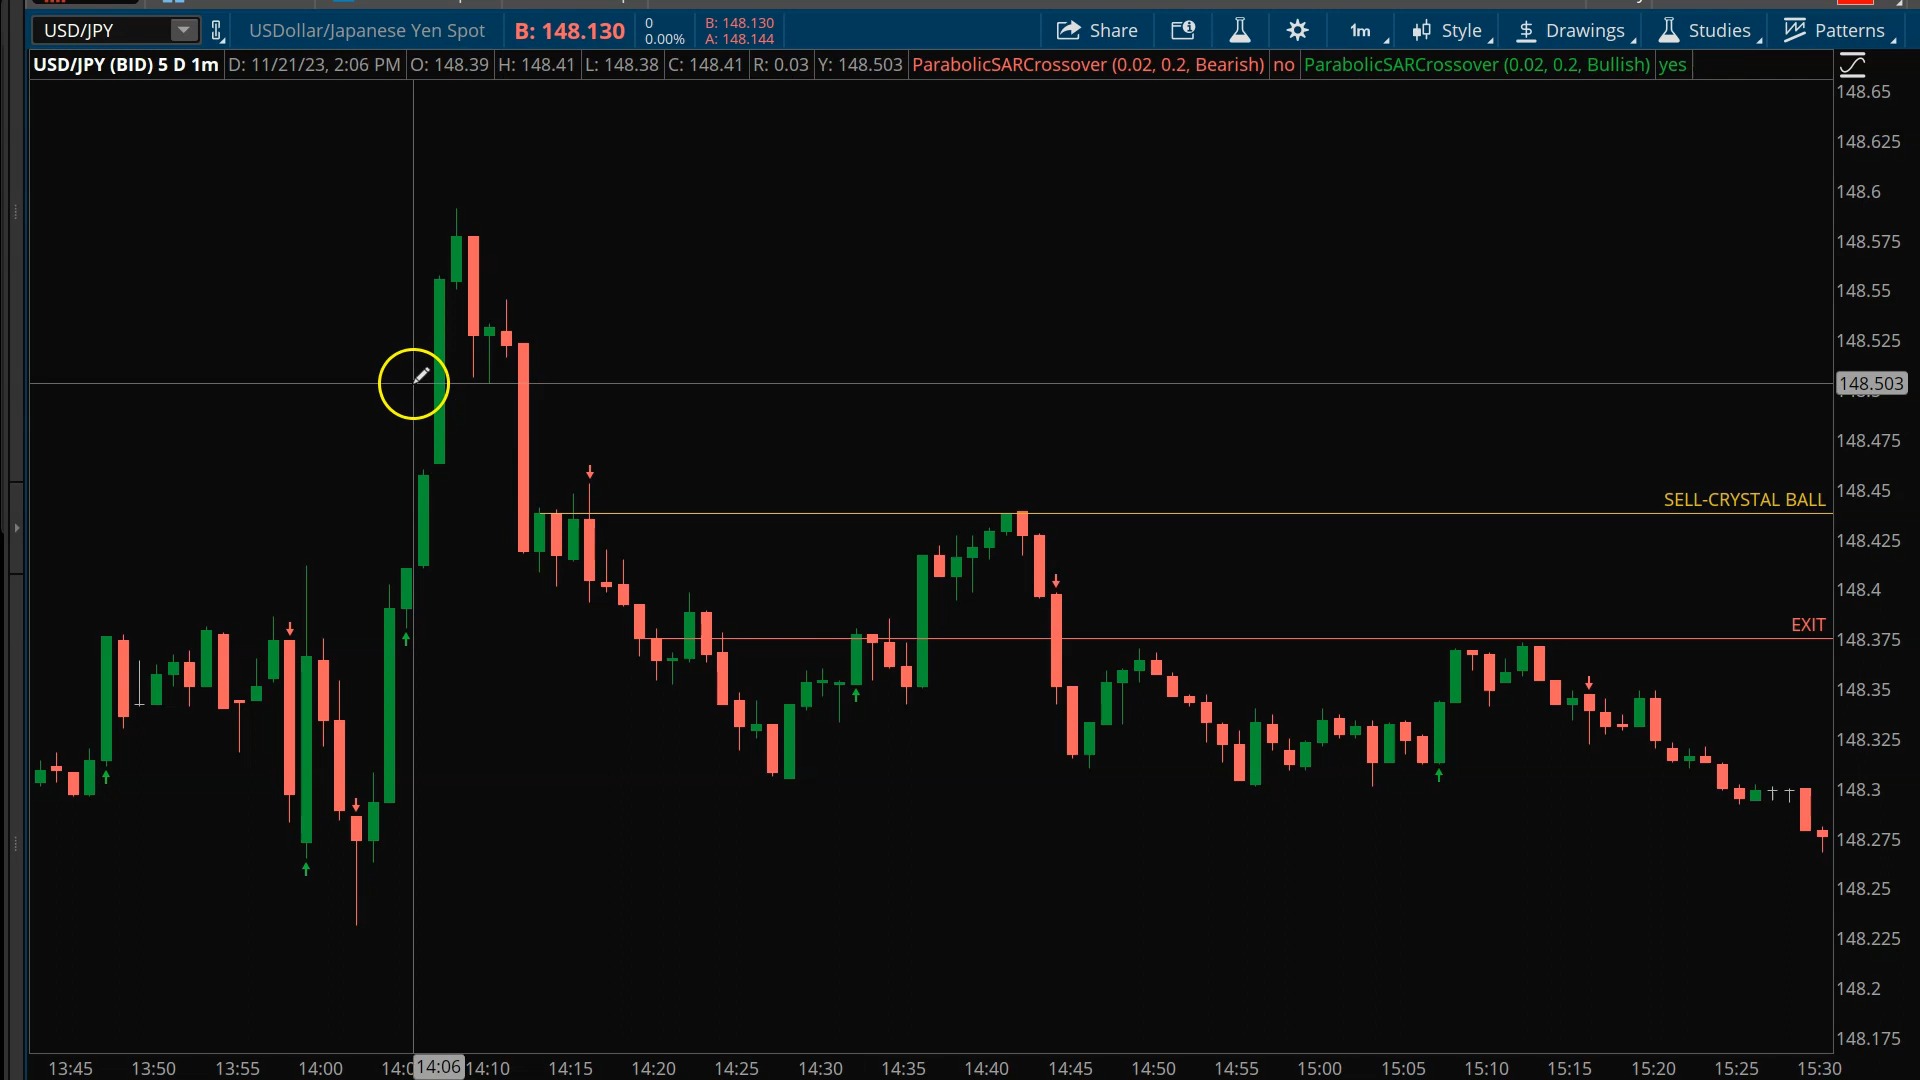 USD/JPY
USDollar/Japanese Yen Spot
B: 148.130
0
0.00%
B: 148.130
A: 148.144
Share
1m
Style
$ Drawings
Studies
Patterns
USD/JPY (BID) 5 D 1m D: 11/21/23, 2:06 PM O: 148.39 H: 148.41 L: 148.38 C: 148.41 R: 0.03 Y: 148.503 ParabolicSARCrossover (0.02, 0.2, Bearish) no ParabolicSARCrossover (0.02, 0.2, Bullish) yes
148.65
148.625
148.6
148.575
148.55
148.525
148.503
148.475
SELL-CRYSTAL BALL
148.45
148.425
148.4
EXIT
148.375
148.35
148.325
148.3
148.275
148.25
148.225
148.2
148.175
13:45 13:50 13:55 14:00 14:06 14:10 14:15 14:20 14:25 14:30 14:35 14:40 14:45 14:50 14:55 15:00 15:05 15:10 15:15 15:20 15:25 15:30